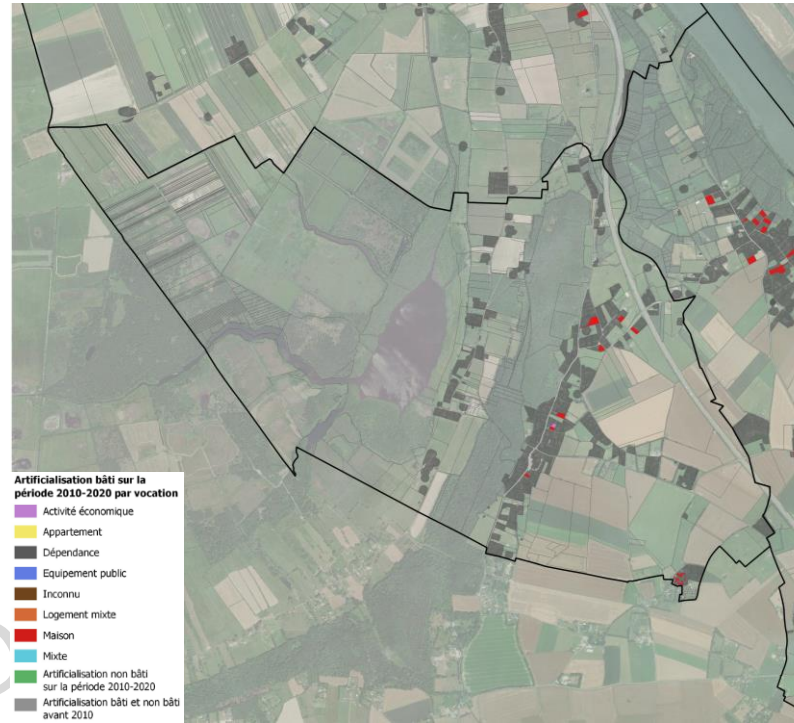 Artificialisation bâti sur la
période 2010-2020 par vocation
Activité économique
Appartement
Dépendance
Equipement public
Inconnu
Logement mixte
Maison
Mixte
Artificialisation non bâti
sur la période 2010-2020
Artificialisation bâti et non bâti
avant 2010